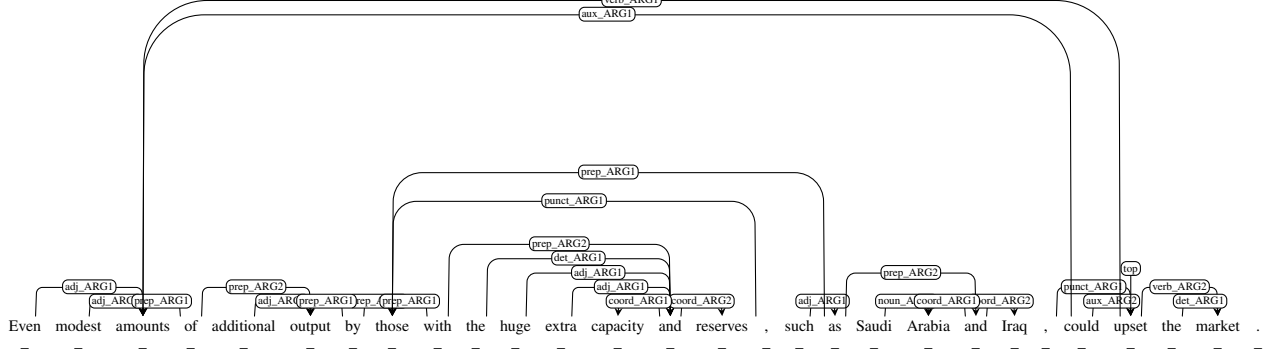 verb_ARG1
aux_ARG1
prep_ARG1
punct_ARG1
prep_ARG2
det_ARG1
top
adj_ARG1
prep_ARG2
adj_ARG1
prep_ARG2
punct_ARG1
verb_ARG2
adj_ARG1
prep_ARG1 prep_ARG1 prep_ARG1 coord_ARG1 coord_ARG2 adj_ARG1 coord_ARG1 aux_ARG2 det_ARG1
Even modest amounts of additional output by those with the huge extra capacity and reserves , such as Saudi Arabia and Iraq , could upset the market .
_ _ _ _ _ _ _ _ _ _ _ _ _ _ _ _ _ _ _ _ _ _ _ _ _ _ _ _